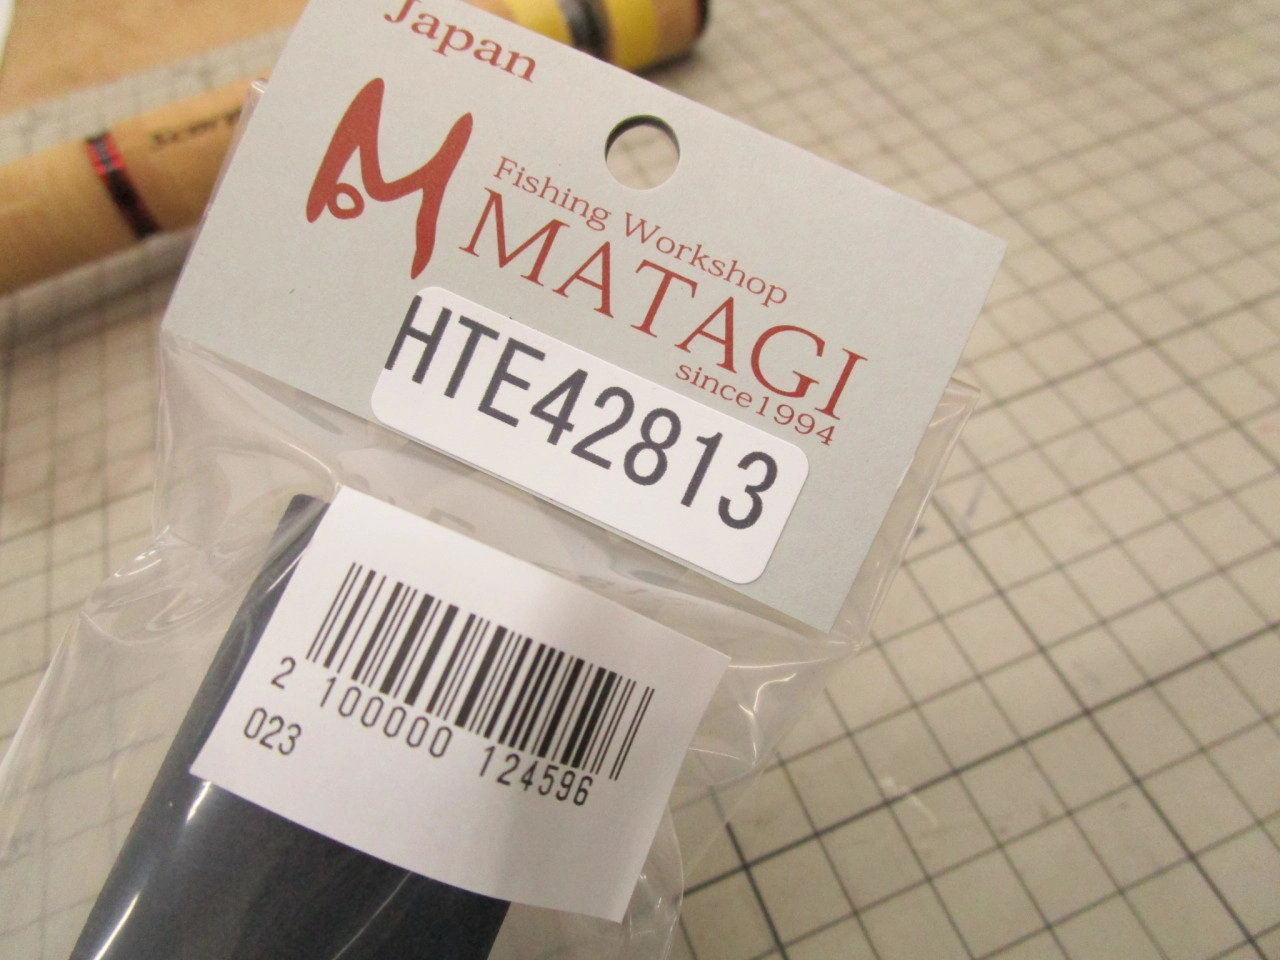 Japan
Fishing Workshop
MATAGI
since1994
HTE42813
2 100000 124596
023